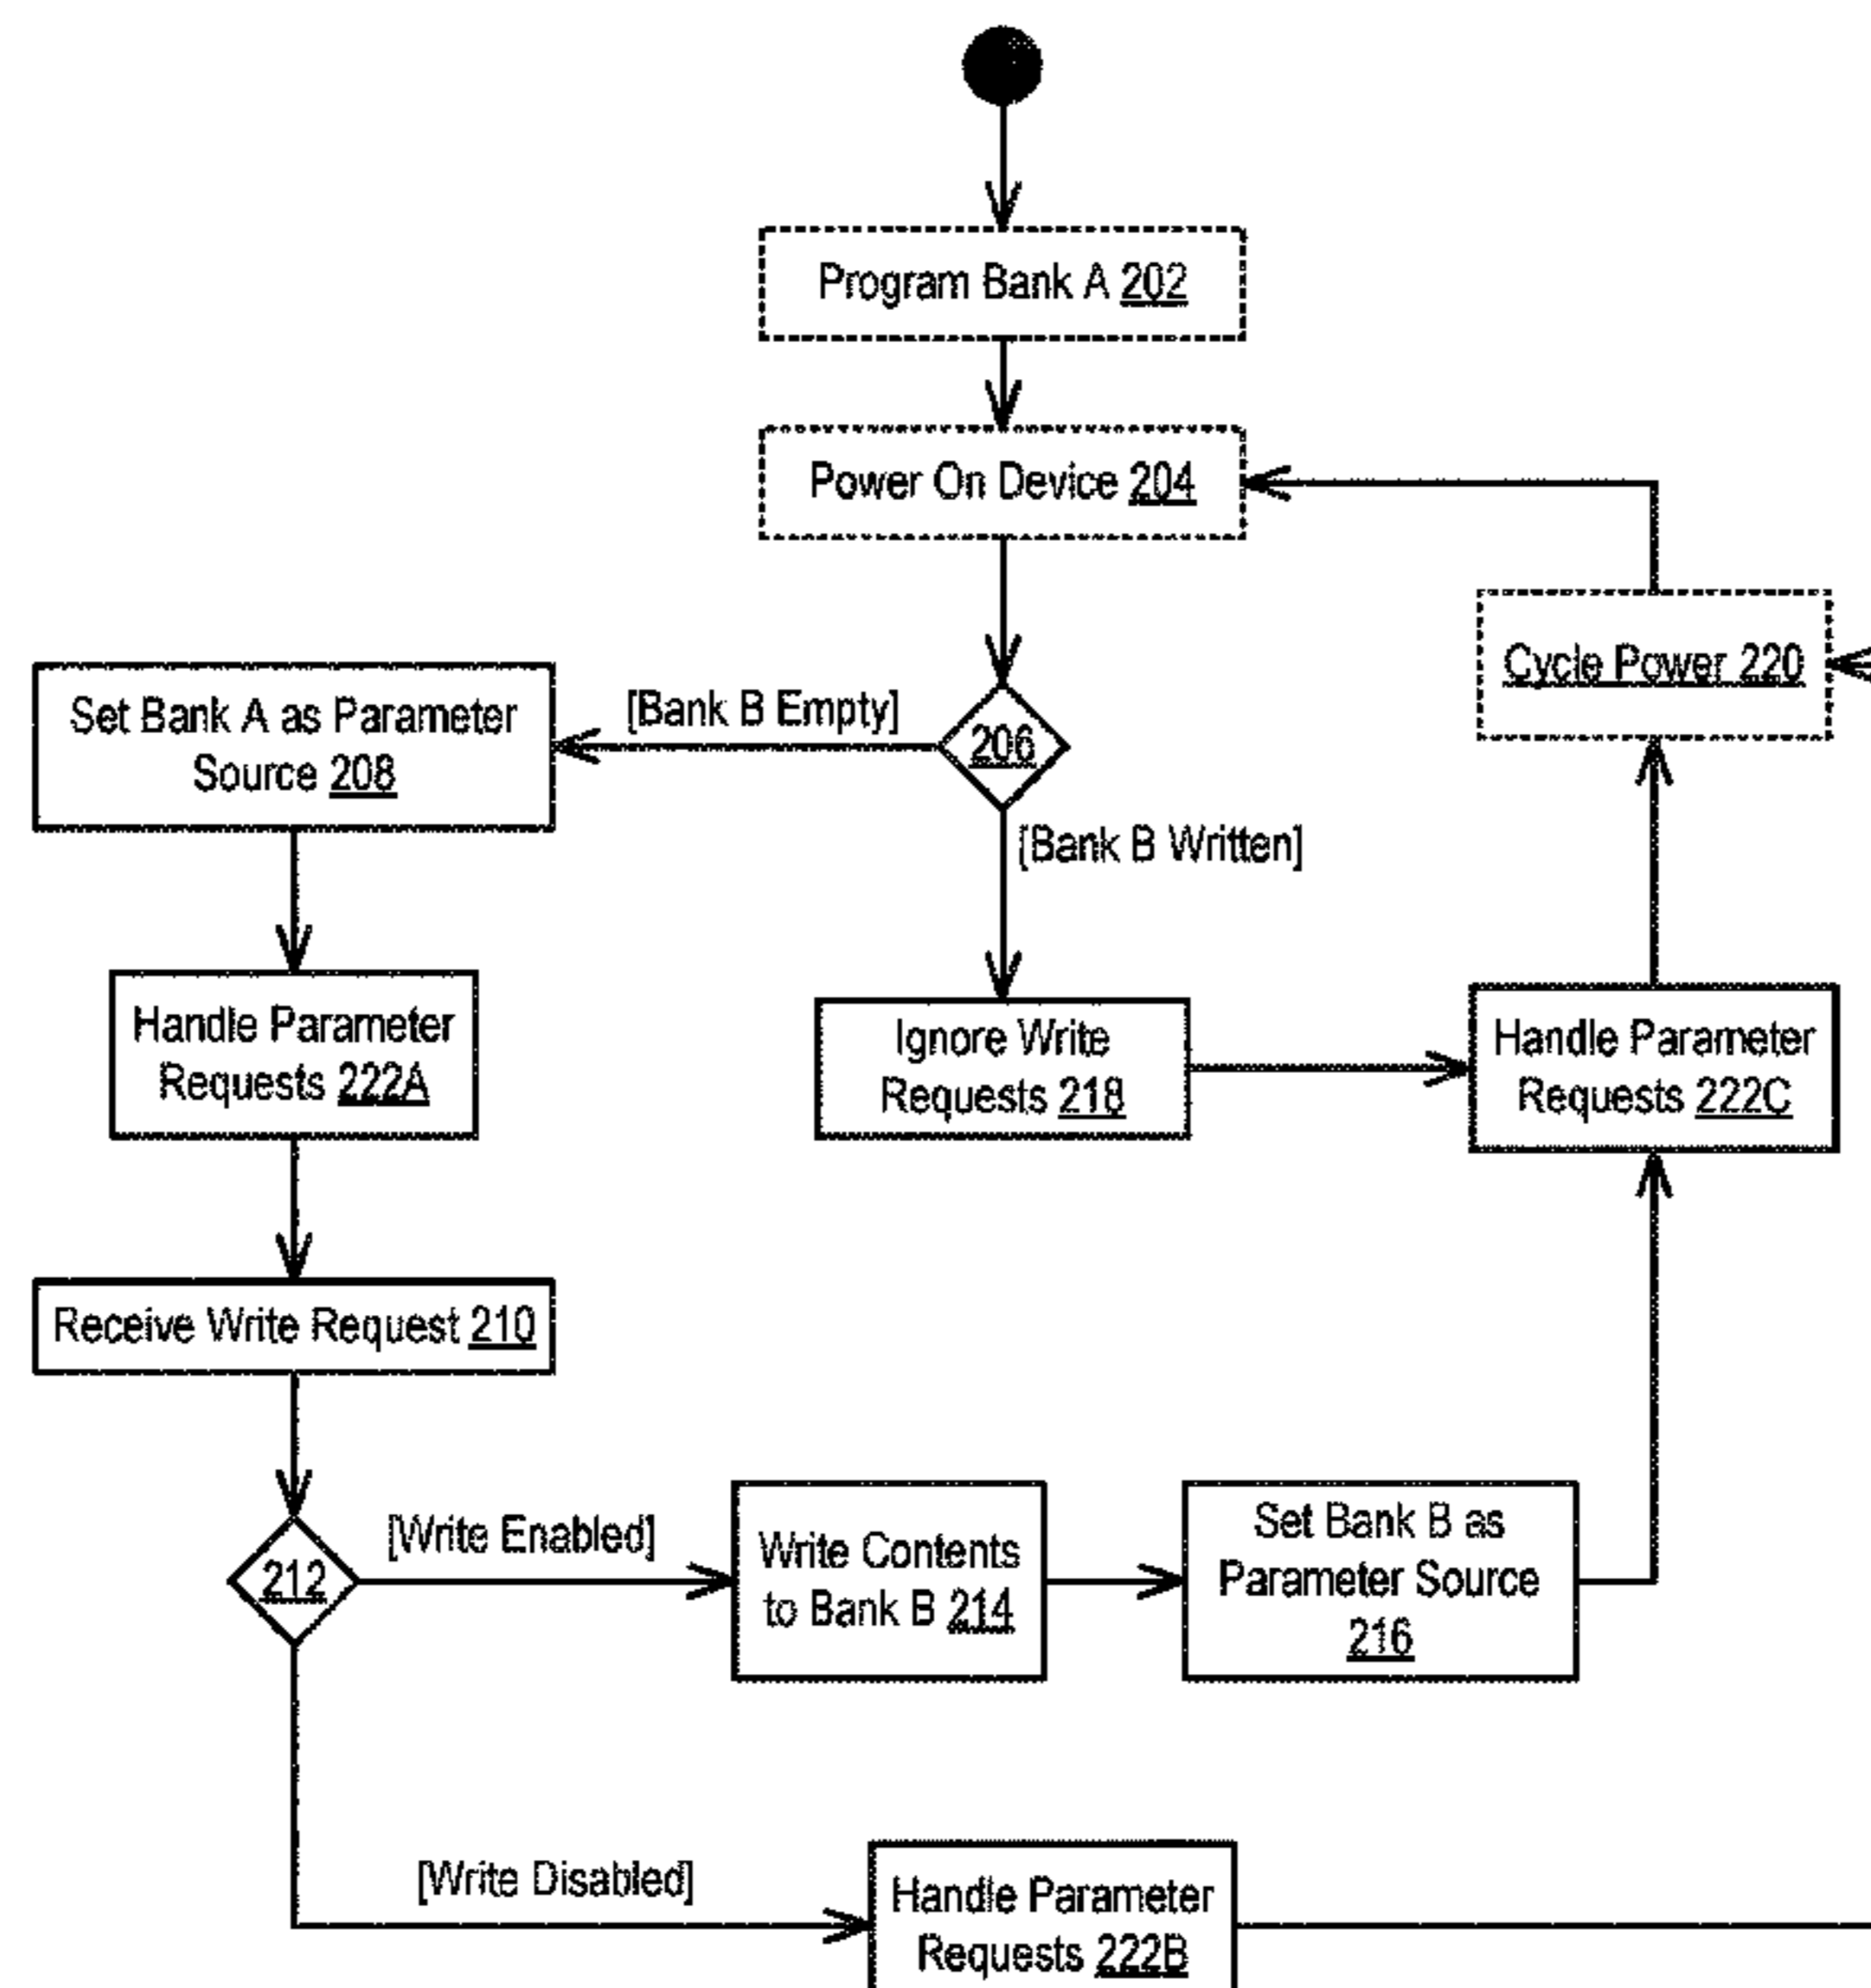 Program Bank A 202
Power On Device 204
Cycle Power 220
Set Bank A as Parameter
Source 208
[Bank B Empty]
206
[Bank B Written]
Handle Parameter
Requests 222A
Ignore Write
Requests 218
Handle Parameter
Requests 222C
Receive Write Request 210
212
[Write Enabled]
Write Contents
to Bank B 214
Set Bank B as
Parameter Source
216
[Write Disabled]
Handle Parameter
Requests 222B